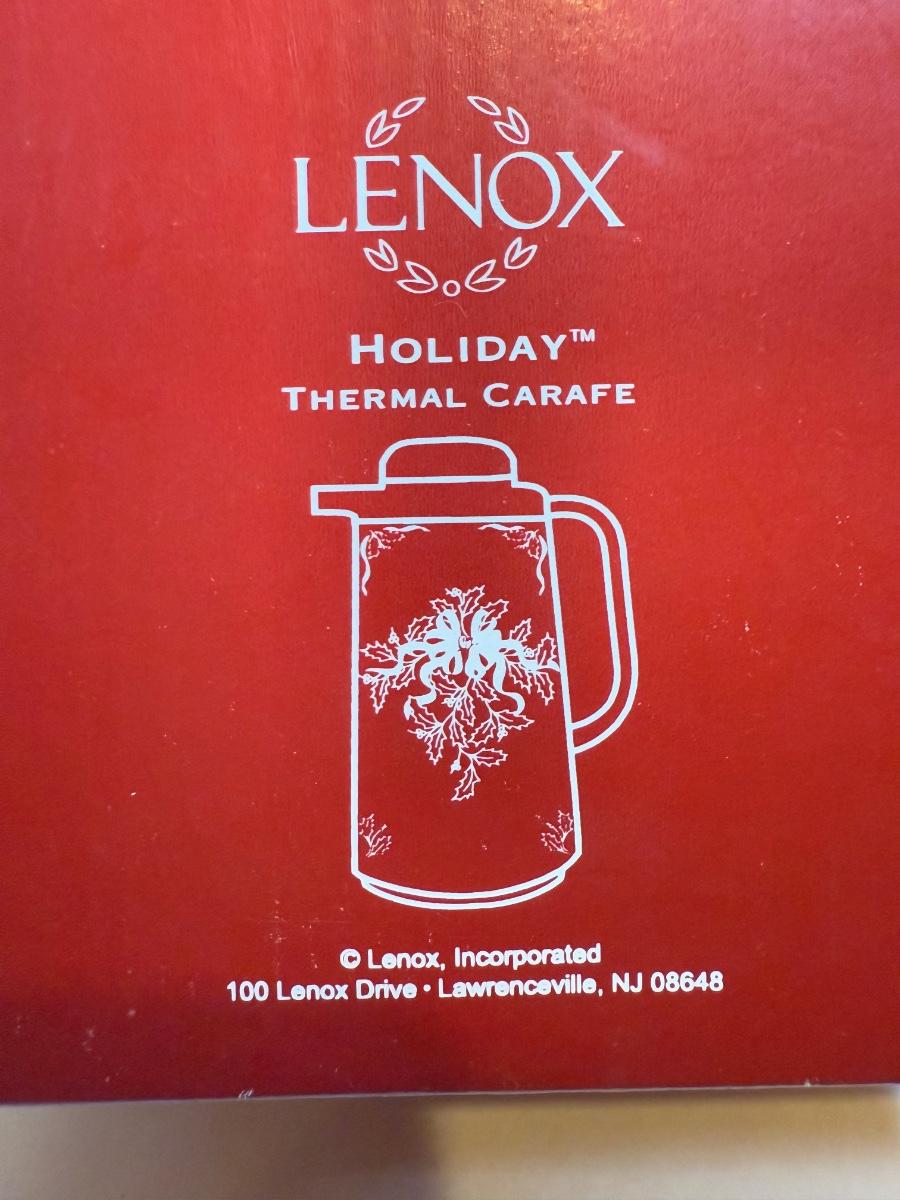 LENOX
HOLIDAY™
THERMAL CARAFE
© Lenox, Incorporated
100 Lenox Drive • Lawrenceville, NJ 08648